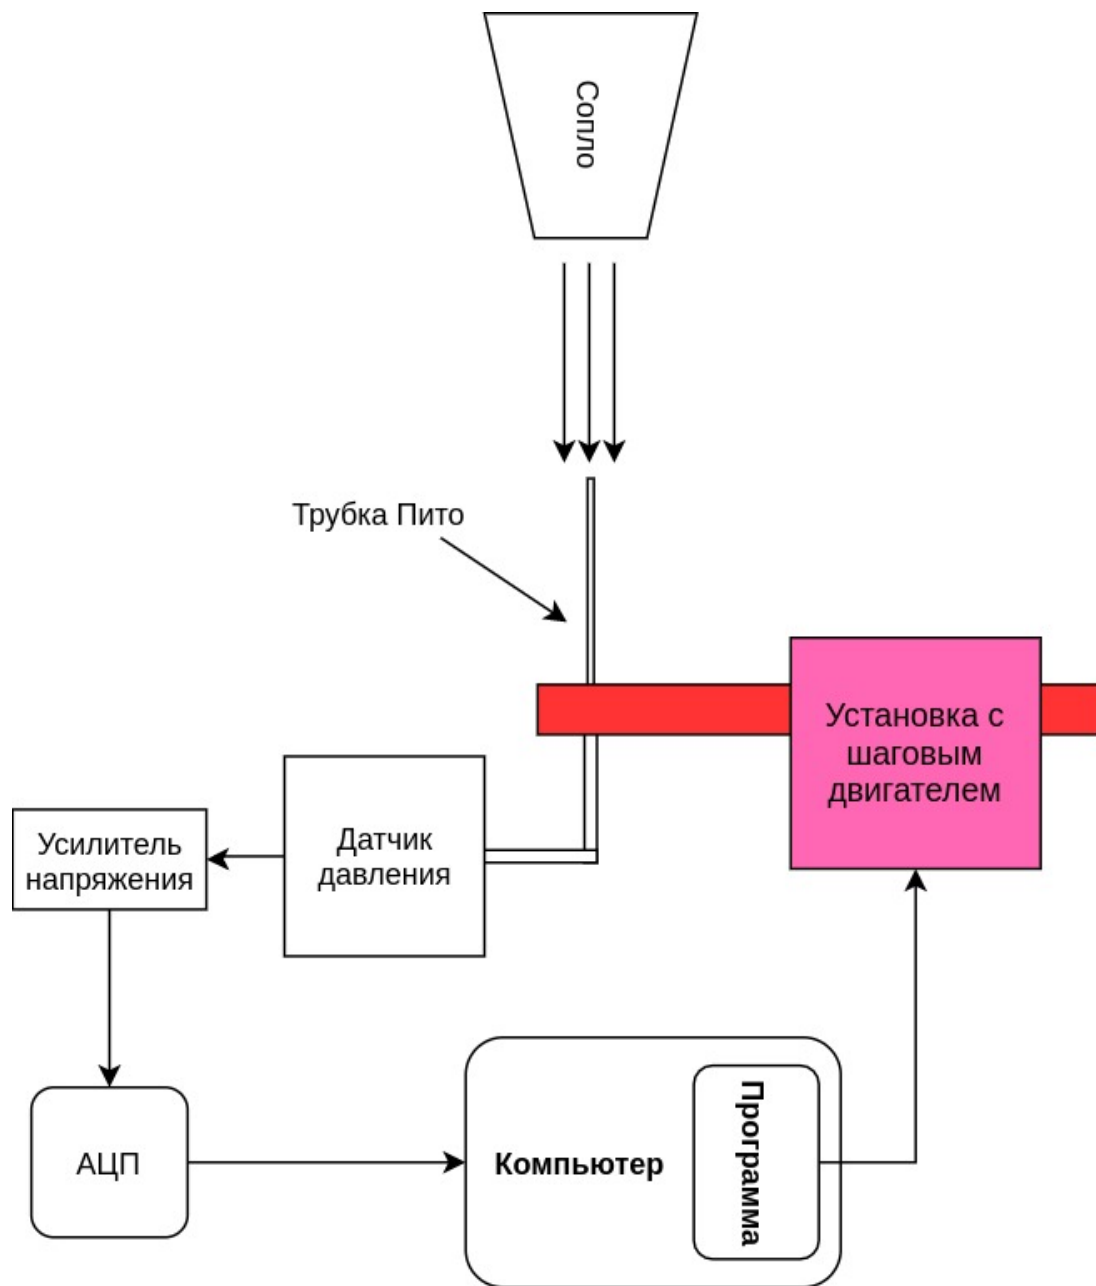 Сопло
Трубка Пито
Установка с
шаговым
двигателем
Датчик
давления
Усилитель
напряжения
АЦП
Компьютер
Программа